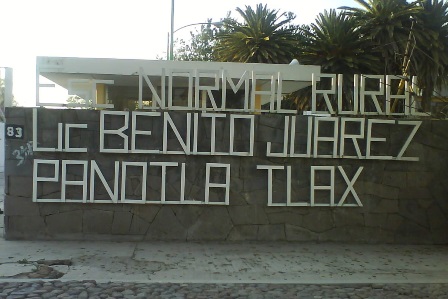 ESC NORMAL RURAL
Lic BENITO JUAREZ
PANOTLA TLAX
83